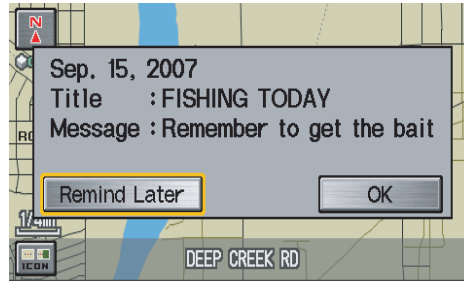 N
Sep. 15, 2007
Title : FISHING TODAY
Message : Remember to get the bait
RO
Remind Later
OK
1/4mi
ICON
DEEP CREEK RD